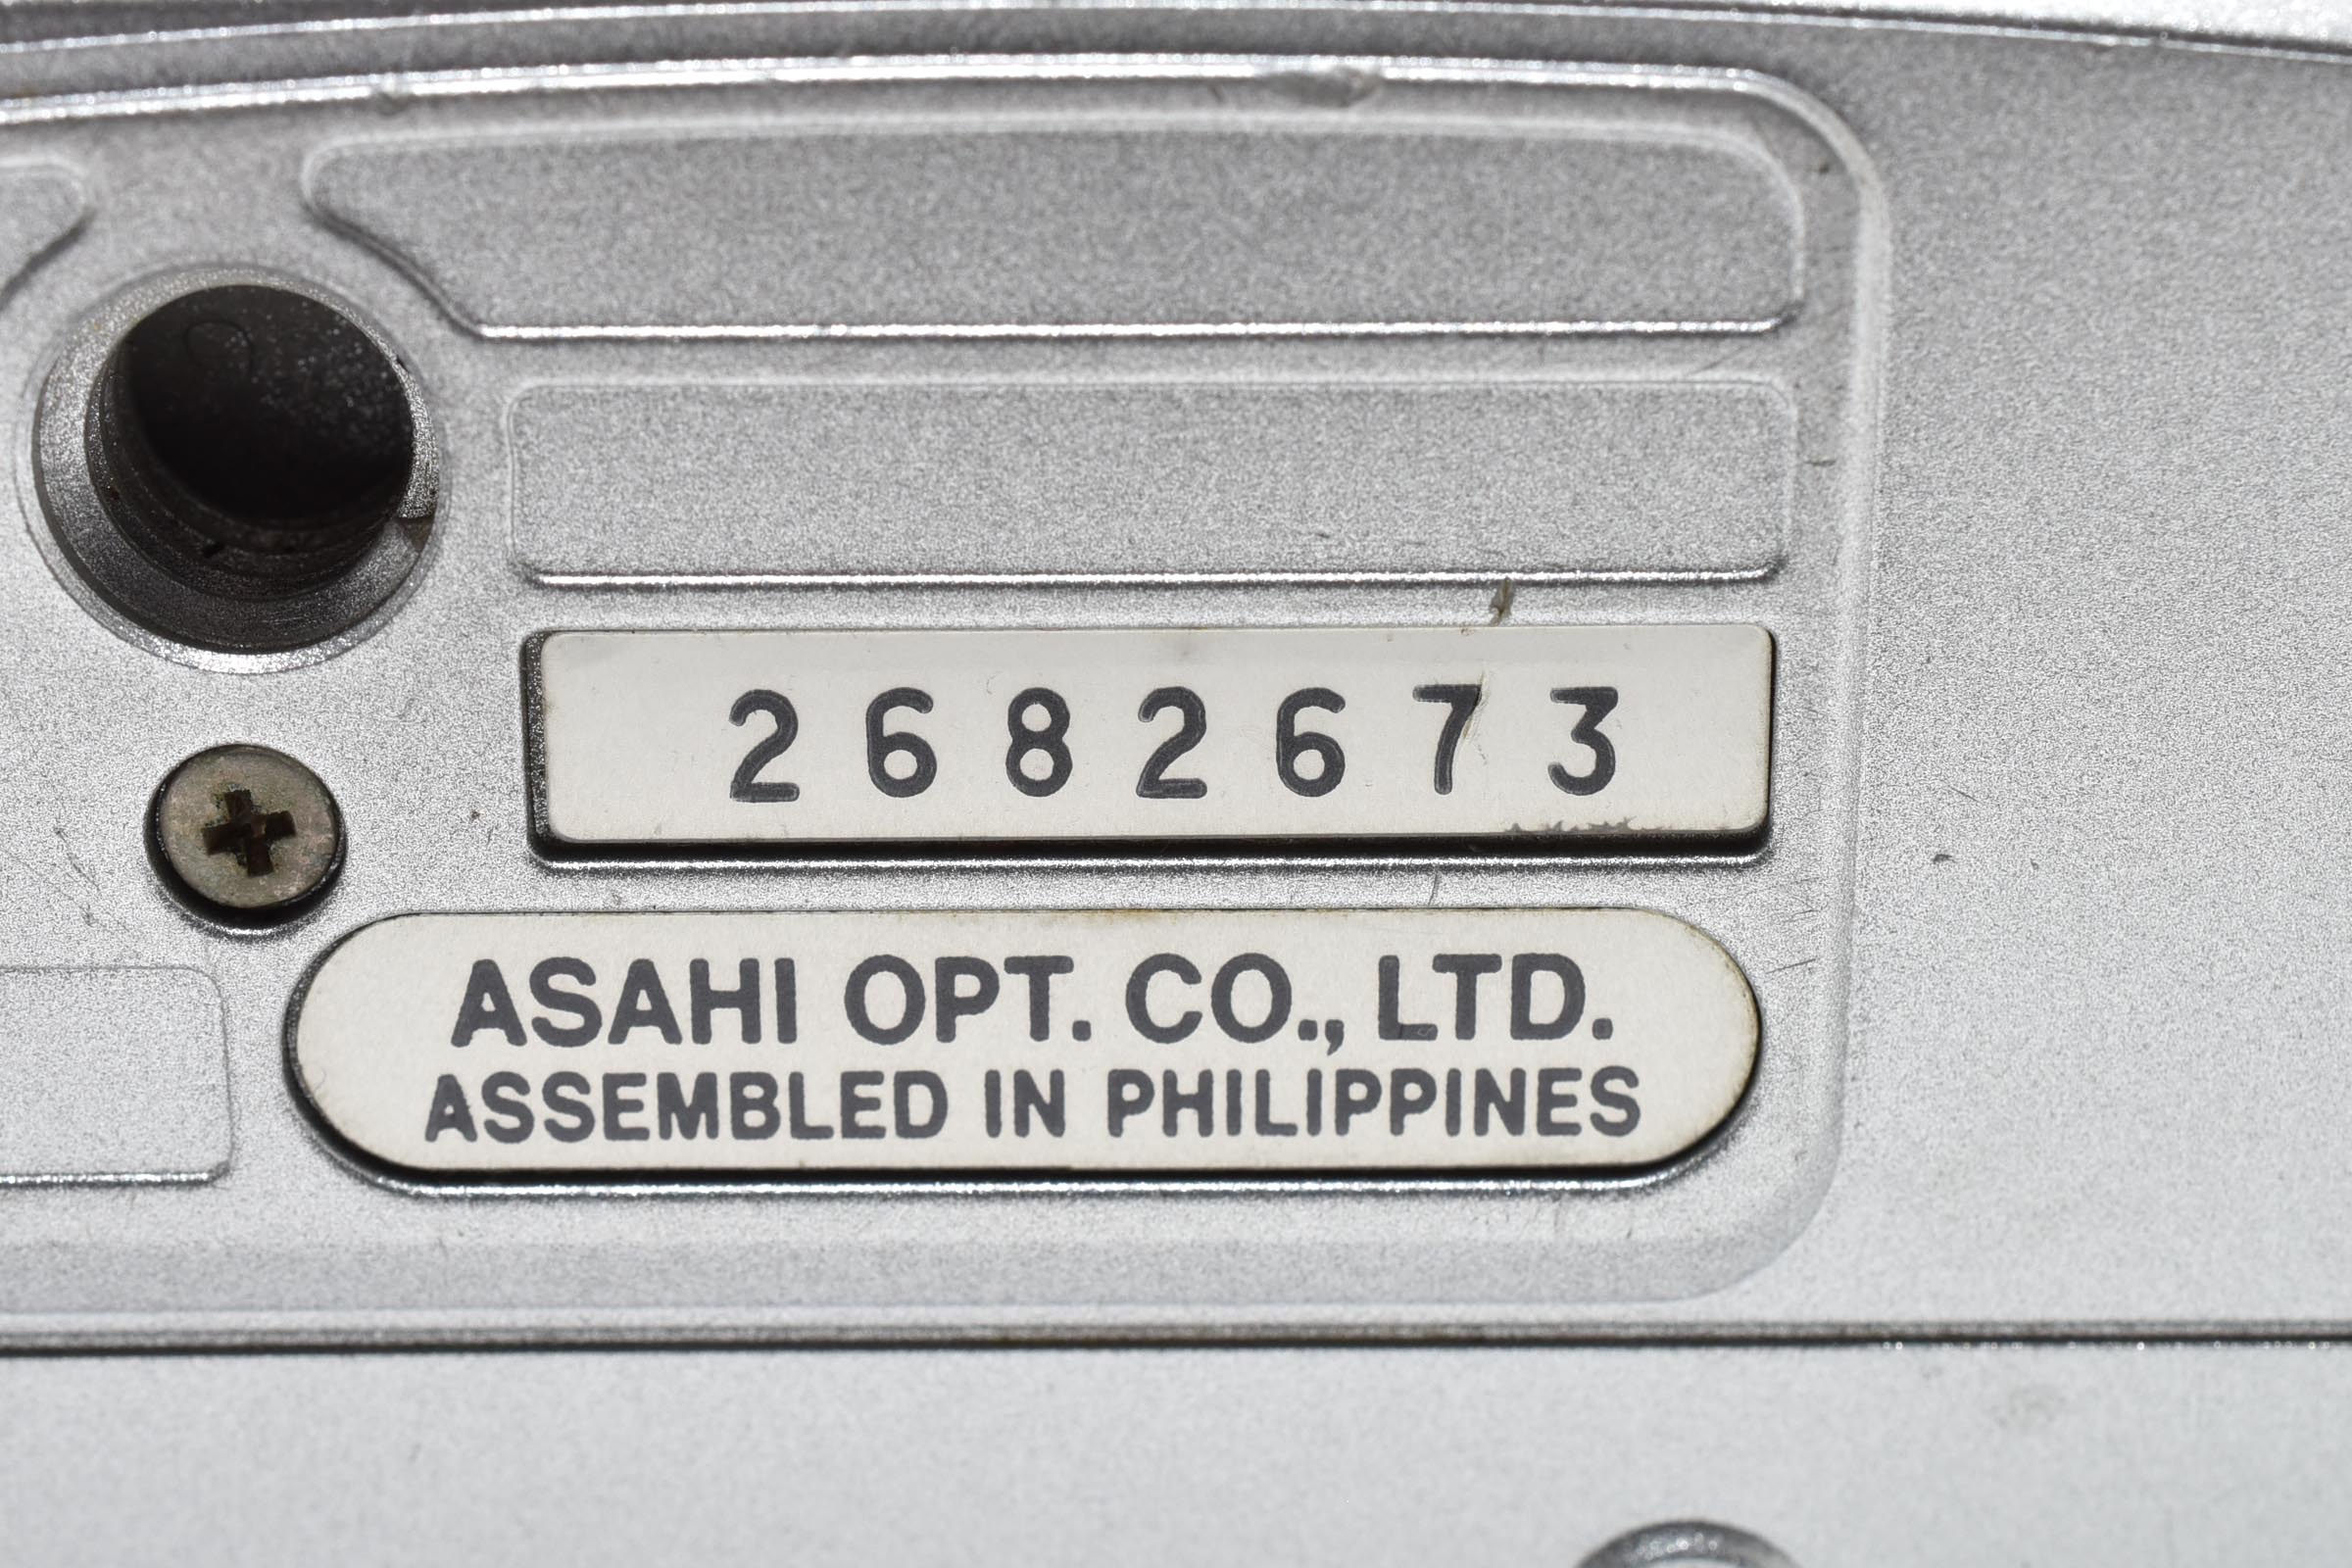 2682673
ASAHI OPT. CO., LTD.
ASSEMBLED IN PHILIPPINES